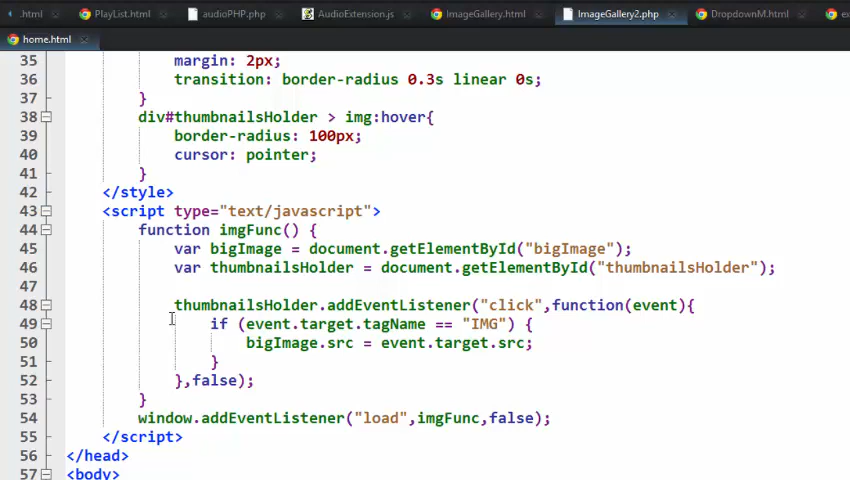 .html PlayList.html audioPHP.php AudioExtension.js ImageGallery.html ImageGallery2.php DropdownM.html ex
home.html
35 margin: 2px;
36 transition: border-radius 0.3s linear 0s;
37 }
38 div#thumbnailsHolder > img:hover{
39 border-radius: 100px;
40 cursor: pointer;
41 }
42 </style>
43 <script type="text/javascript">
44 function imgFunc() {
45 var bigImage = document.getElementById("bigImage");
46 var thumbnailsHolder = document.getElementById("thumbnailsHolder");
47
48 thumbnailsHolder.addEventListener("click",function(event){
49 if (event.target.tagName == "IMG") {
50 bigImage.src = event.target.src;
51 }
52 },false);
53 }
54 window.addEventListener("load",imgFunc,false);
55 </script>
56 </head>
57 <body>